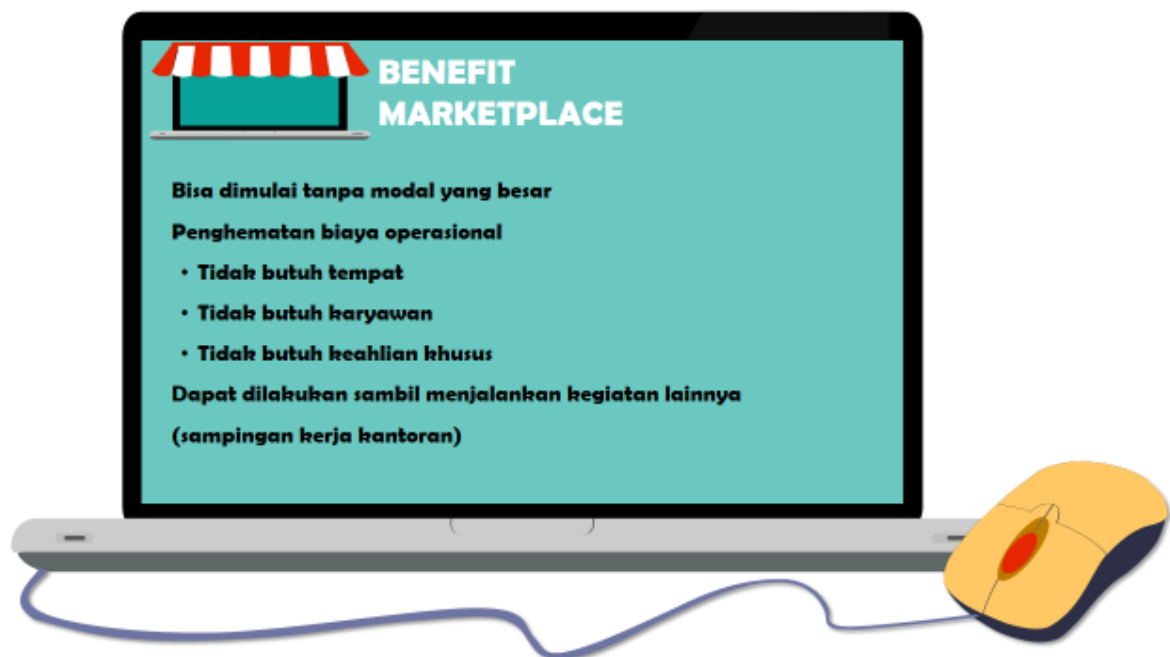 BENEFIT
MARKETPLACE
Bisa dimulai tanpa modal yang besar
Penghematan biaya operasional
• Tidak butuh tempat
• Tidak butuh karyawan
• Tidak butuh keahlian khusus
Dapat dilakukan sambil menjalankan kegiatan lainnya
(sampingan kerja kantoran)